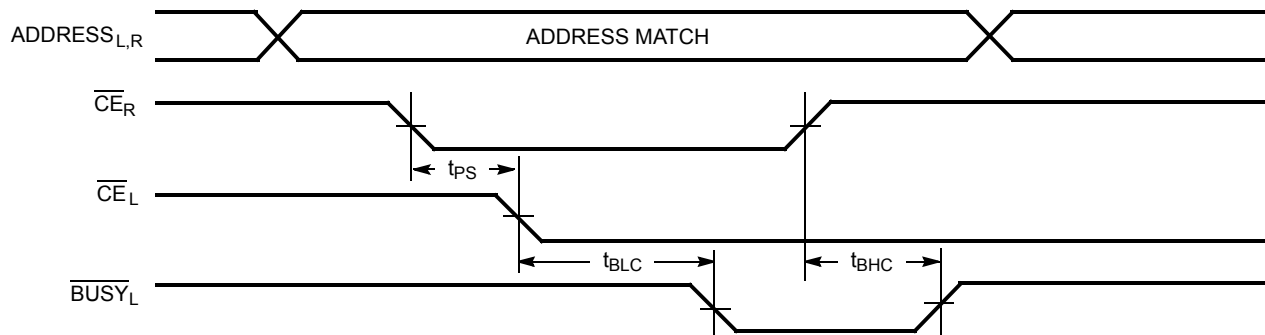 ADDRESS_L,R
ADDRESS MATCH
CE_R
t_PS
CE_L
t_BLC
t_BHC
BUSY_L